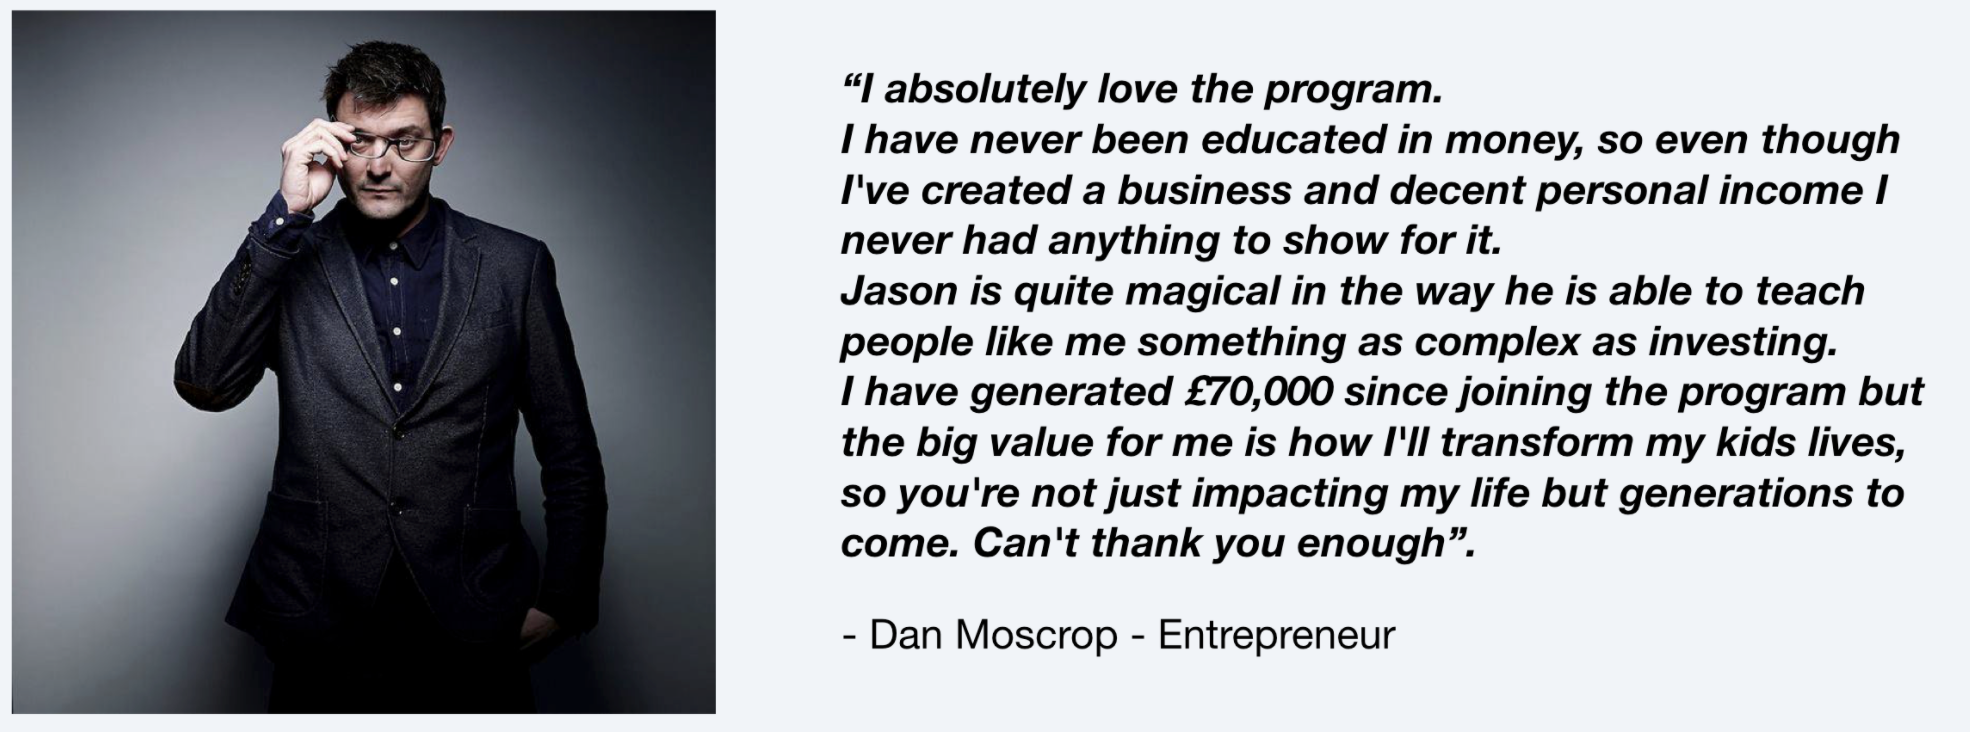 “I absolutely love the program.
I have never been educated in money, so even though
I've created a business and decent personal income I
never had anything to show for it.
Jason is quite magical in the way he is able to teach
people like me something as complex as investing.
I have generated £70,000 since joining the program but
the big value for me is how I'll transform my kids lives,
so you're not just impacting my life but generations to
come. Can't thank you enough”.
- Dan Moscrop - Entrepreneur